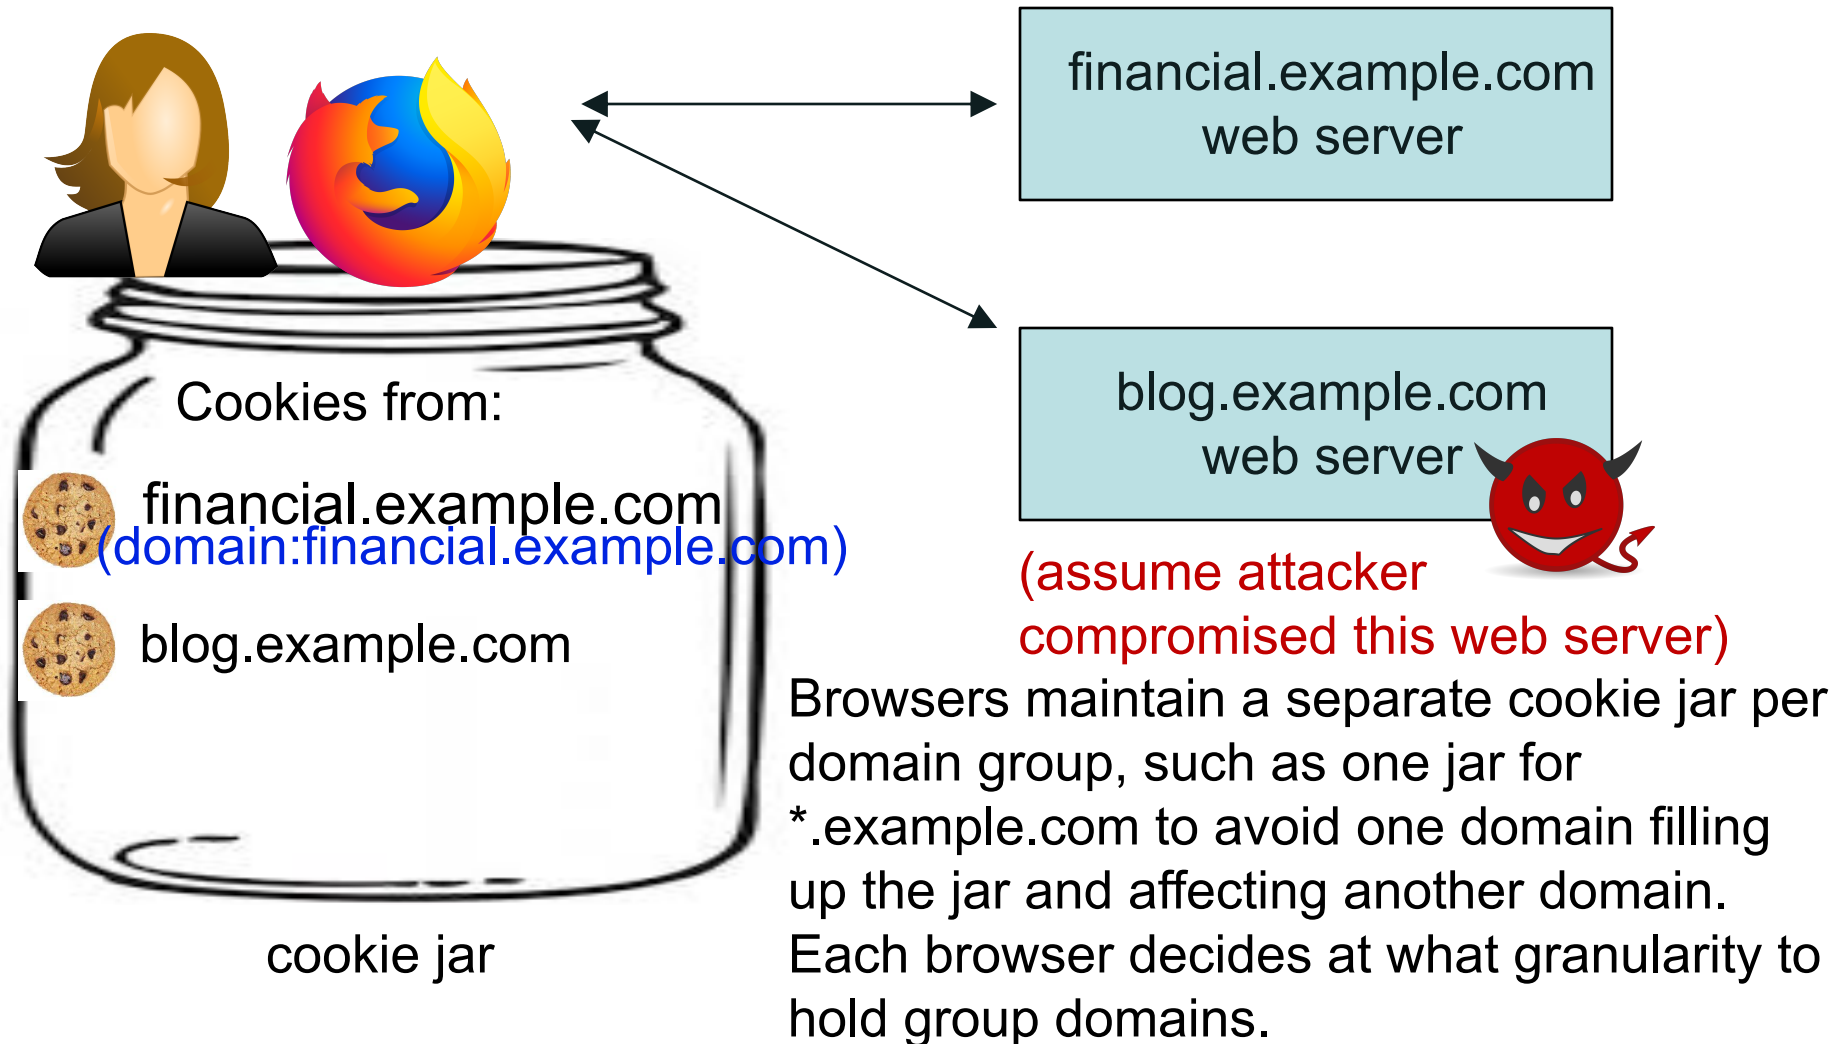 financial.example.com
web server
blog.example.com
web server
(assume attacker
compromised this web server)
Cookies from:
financial.example.com
(domain:financial.example.com)
blog.example.com
cookie jar
Browsers maintain a separate cookie jar per
domain group, such as one jar for
*.example.com to avoid one domain filling
up the jar and affecting another domain.
Each browser decides at what granularity to
hold group domains.